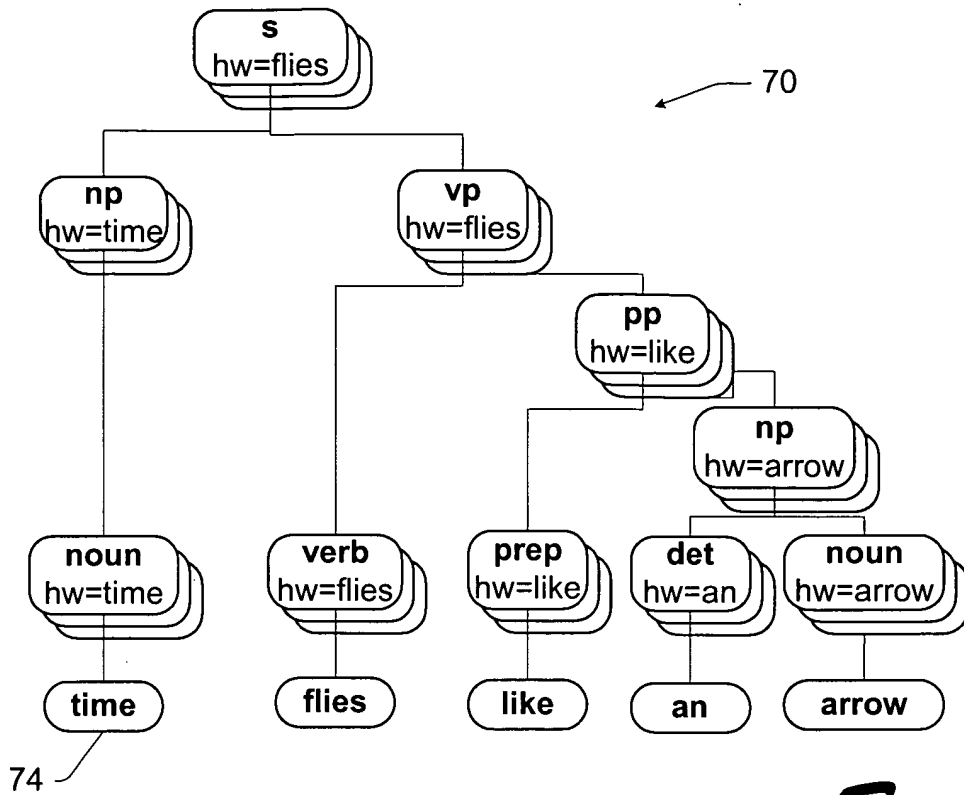 s
hw=flies
70
np
hw=time
vp
hw=flies
pp
hw=like
np
hw=arrow
noun
hw=time
verb
hw=flies
prep
hw=like
det
hw=an
noun
hw=arrow
time
flies
like
an
arrow
74